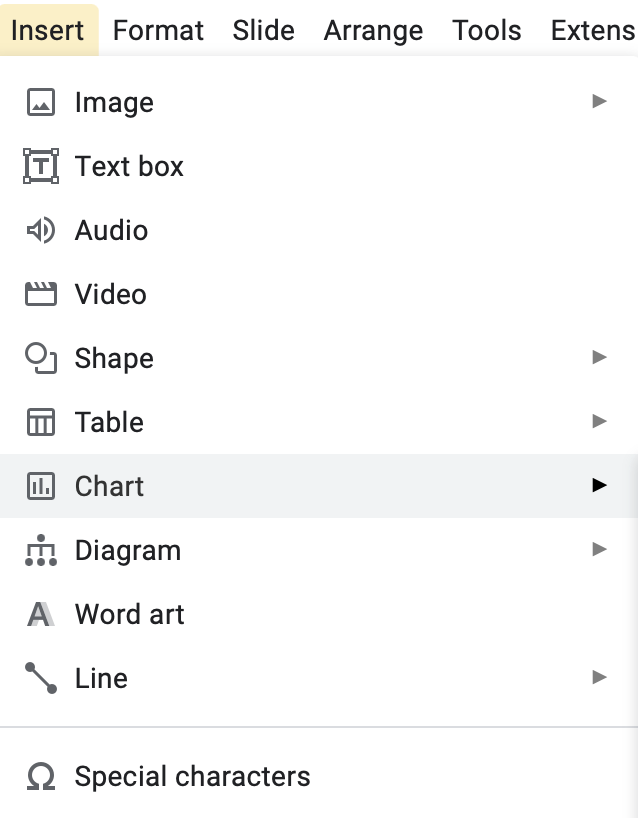 Insert Format Slide Arrange Tools Extens
Image
Text box
Audio
Video
Shape
Table
Chart
Diagram
Word art
Line
Special characters